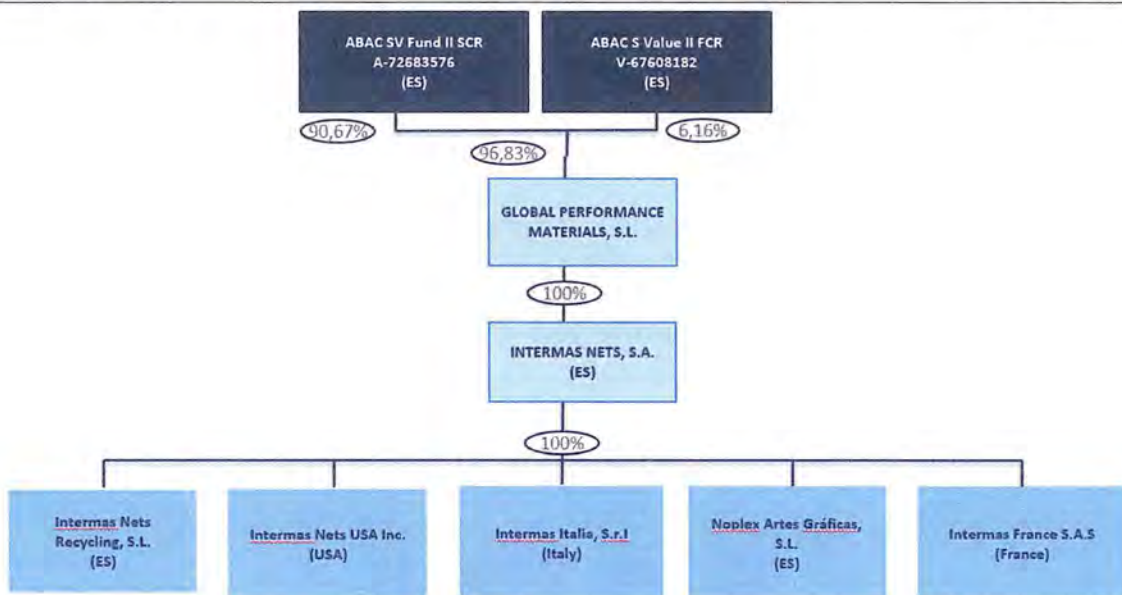 ABAC SV Fund II SCR
A-72683576
(ES)
ABAC S Value II FCR
V-67608182
(ES)
90,67%
6,16%
96,83%
GLOBAL PERFORMANCE
MATERIALS, S.L.
100%
INTERMAS NETS, S.A.
(ES)
100%
Intermas Nets
Recycling, S.L.
(ES)
Intermas Nets USA Inc.
(USA)
Intermas Italia, S.r.l
(Italy)
Noplex Artes Gráficas,
S.L.
(ES)
Intermas France S.A.S
(France)